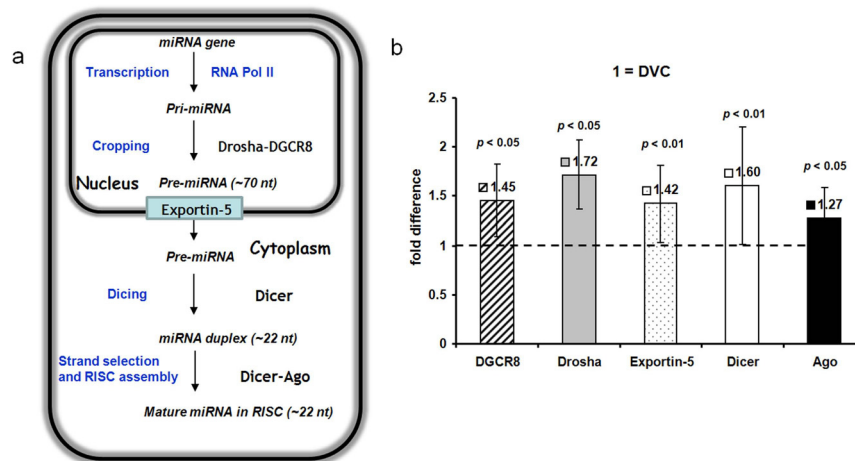 a
miRNA gene
Transcription RNA Pol II
Pri-miRNA
Cropping Drosha-DGCR8
Nucleus Pre-miRNA (~70 nt)
Exportin-5
Cytoplasm
Pre-miRNA
Dicing Dicer
miRNA duplex (~22 nt)
Strand selection
and RISC assembly Dicer-Ago
Mature miRNA in RISC (~22 nt)
b
1 = DVC
fold difference
2.5
2
1.5
1
0.5
0
p < 0.05
1.45
p < 0.05
1.72
p < 0.01
1.42
p < 0.01
1.60
p < 0.05
1.27
DGCR8 Drosha Exportin-5 Dicer Ago